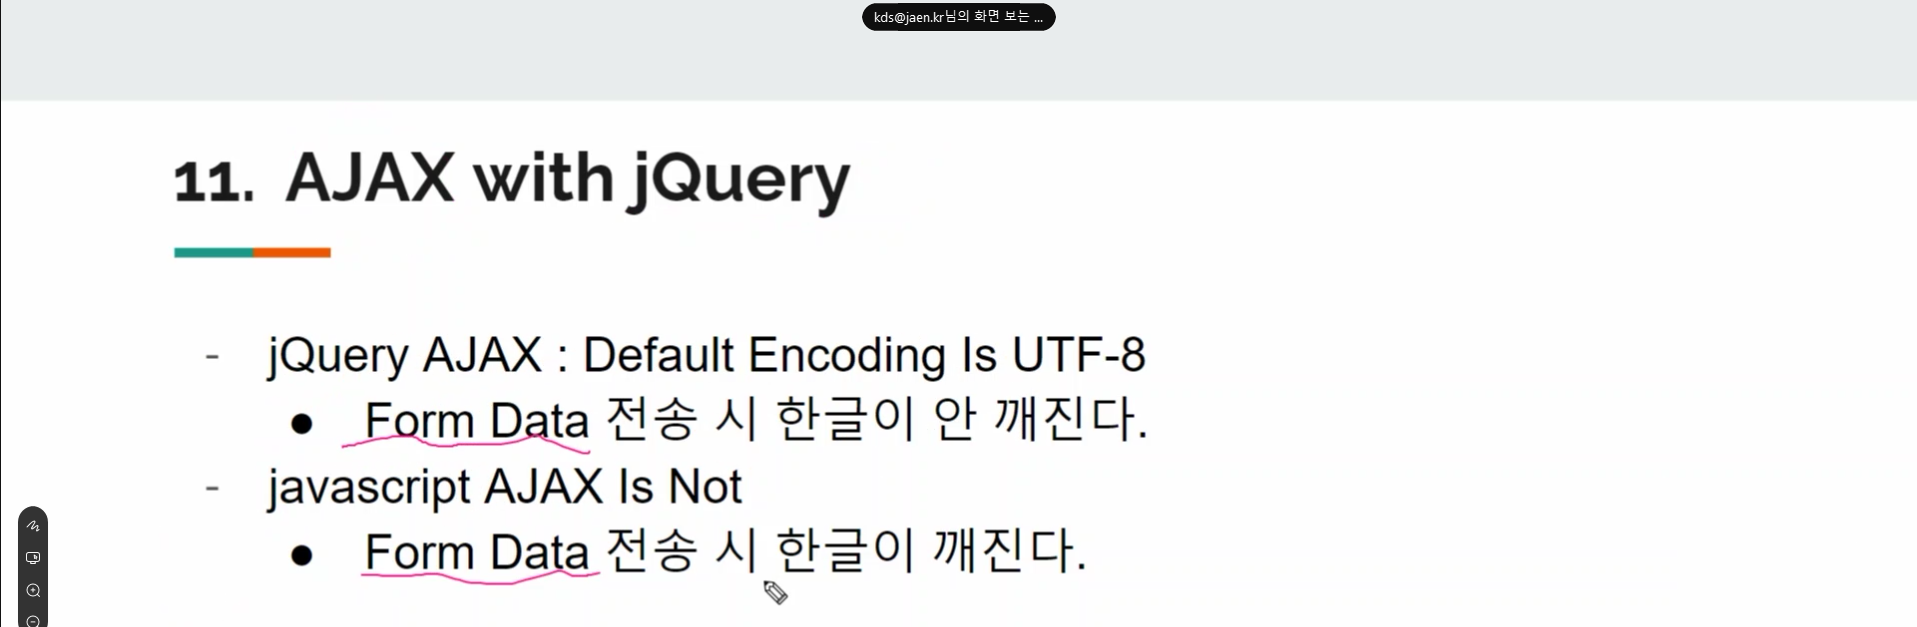 kds@jaen.kr님의 화면 보는 ...
11. AJAX with jQuery
- jQuery AJAX : Default Encoding Is UTF-8
● Form Data 전송 시 한글이 안 깨진다.
- javascript AJAX Is Not
● Form Data 전송 시 한글이 깨진다.